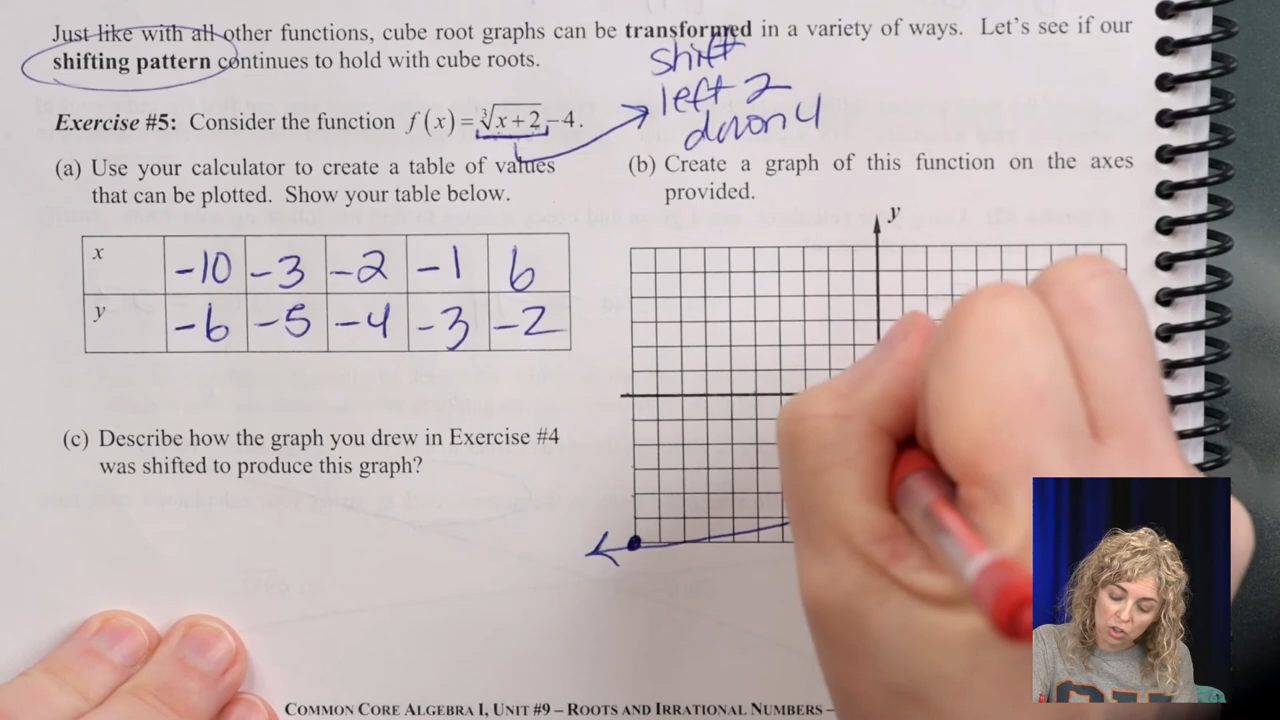 Just like with all other functions, cube root graphs can be transformed in a variety of ways. Let's see if our
shifting pattern continues to hold with cube roots.
shift
left 2
down 4
Exercise #5: Consider the function f(x)=∛(x+2)−4.
(a) Use your calculator to create a table of values
that can be plotted. Show your table below.
(b) Create a graph of this function on the axes
provided.
x -10 -3 -2 -1 6
y -6 -5 -4 -3 -2
y
(c) Describe how the graph you drew in Exercise #4
was shifted to produce this graph?
COMMON CORE ALGEBRA I, UNIT #9 – ROOTS AND IRRATIONAL NUMBERS –